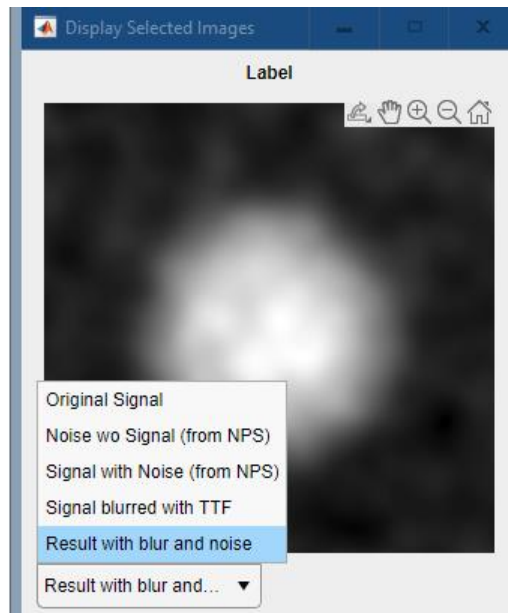 Display Selected Images
Label
Original Signal
Noise wo Signal (from NPS)
Signal with Noise (from NPS)
Signal blurred with TTF
Result with blur and noise
Result with blur and...